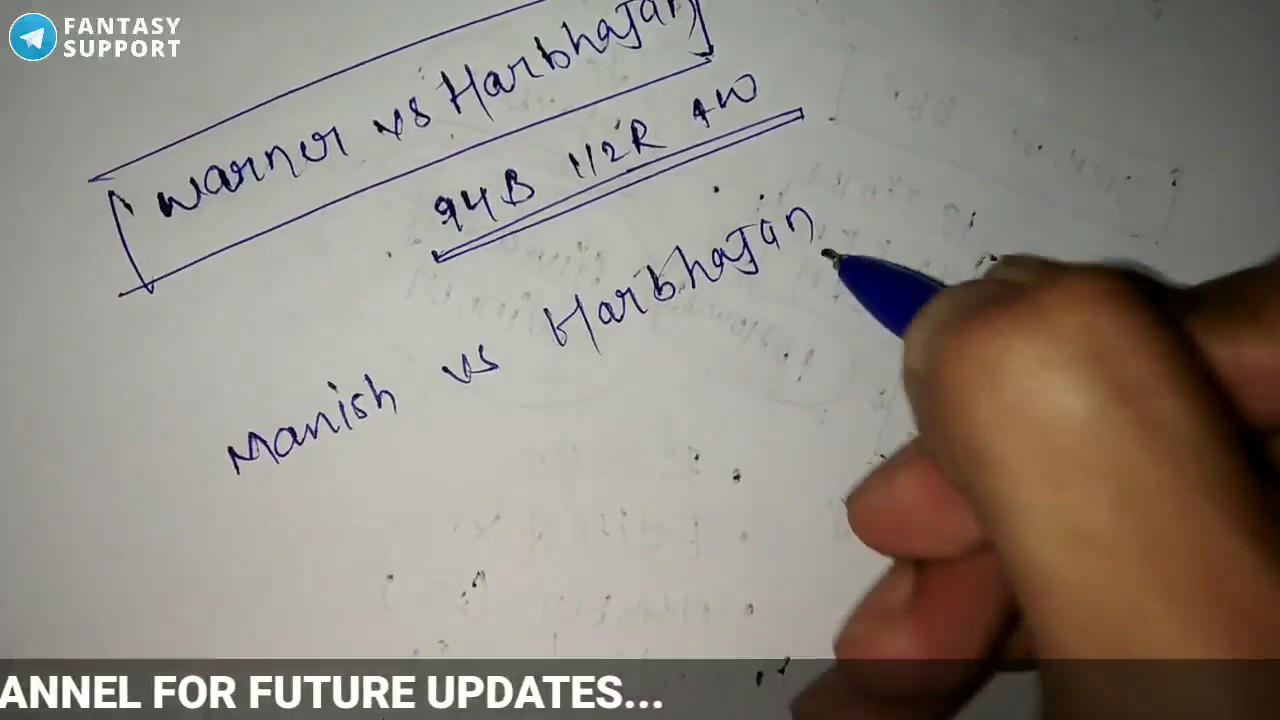 FANTASY
SUPPORT
Warner vs Harbhajan
94B 112R 4W
Manish vs Harbhajan
ANNEL FOR FUTURE UPDATES...